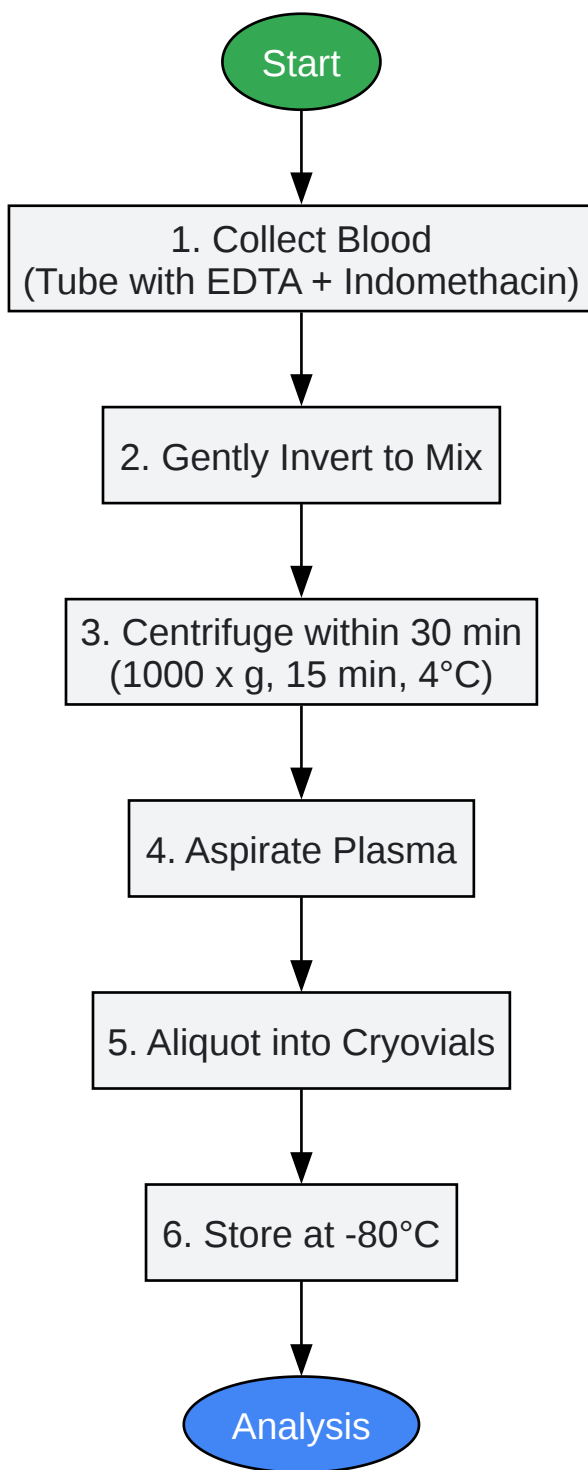 Start
1. Collect Blood
(Tube with EDTA + Indomethacin)
2. Gently Invert to Mix
3. Centrifuge within 30 min
(1000 x g, 15 min, 4°C)
4. Aspirate Plasma
5. Aliquot into Cryovials
6. Store at -80°C
Analysis